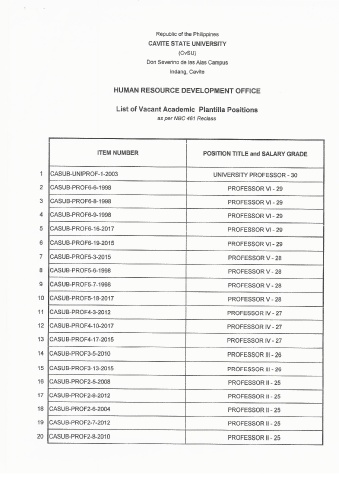 Republic of the Philippines
CAVITE STATE UNIVERSITY
(CvSU)
Don Severino de las Alas Campus
Indang, Cavite
HUMAN RESOURCE DEVELOPMENT OFFICE
List of Vacant Academic Plantilla Positions
as per NBC 461 Reclass
ITEM NUMBER POSITION TITLE and SALARY GRADE
1 CASUB-UNIPROF-1-2003 UNIVERSITY PROFESSOR - 30
2 CASUB-PROF6-6-1998 PROFESSOR VI - 29
3 CASUB-PROF6-8-1998 PROFESSOR VI - 29
4 CASUB-PROF6-9-1998 PROFESSOR VI - 29
5 CASUB-PROF6-16-2017 PROFESSOR VI - 29
6 CASUB-PROF6-19-2015 PROFESSOR VI - 29
7 CASUB-PROF5-3-2015 PROFESSOR V - 28
8 CASUB-PROF5-6-1998 PROFESSOR V - 28
9 CASUB-PROF5-7-1998 PROFESSOR V - 28
10 CASUB-PROF5-18-2017 PROFESSOR V - 28
11 CASUB-PROF4-3-2012 PROFESSOR IV - 27
12 CASUB-PROF4-10-2017 PROFESSOR IV - 27
13 CASUB-PROF4-17-2015 PROFESSOR IV - 27
14 CASUB-PROF3-5-2010 PROFESSOR III - 26
15 CASUB-PROF3-13-2015 PROFESSOR III - 26
16 CASUB-PROF2-5-2008 PROFESSOR II - 25
17 CASUB-PROF2-8-2012 PROFESSOR II - 25
18 CASUB-PROF2-6-2004 PROFESSOR II - 25
19 CASUB-PROF2-7-2012 PROFESSOR II - 25
20 CASUB-PROF2-8-2010 PROFESSOR II - 25